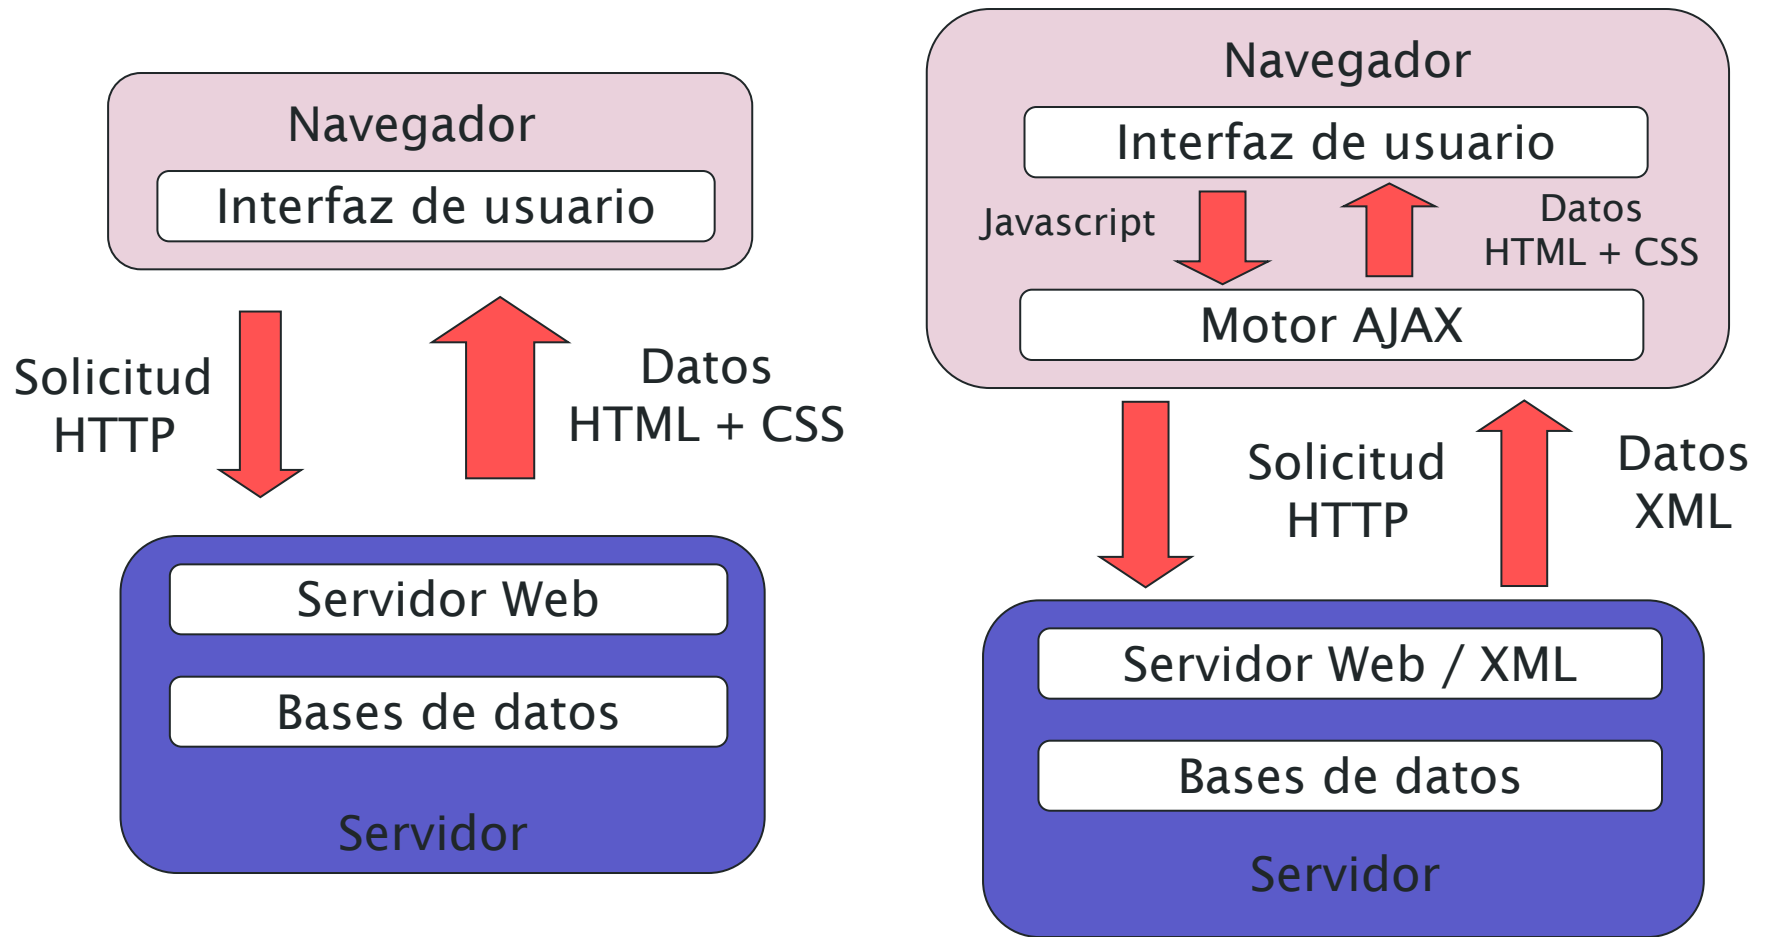 Navegador
Interfaz de usuario
Solicitud
HTTP
Datos
HTML + CSS
Servidor Web
Bases de datos
Servidor
Navegador
Interfaz de usuario
Javascript
Datos
HTML + CSS
Motor AJAX
Solicitud
HTTP
Datos
XML
Servidor Web / XML
Bases de datos
Servidor